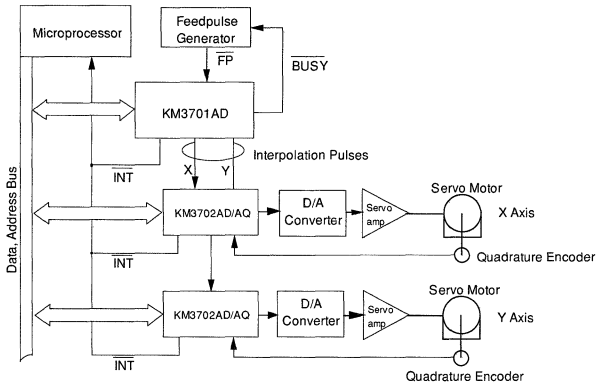 Microprocessor
Feedpulse
Generator
FP
BUSY
KM3701AD
Interpolation Pulses
X
Y
INT
Data, Address Bus
KM3702AD/AQ
D/A
Converter
Servo
amp
Servo Motor
X Axis
Quadrature Encoder
INT
KM3702AD/AQ
D/A
Converter
Servo
amp
Servo Motor
Y Axis
Quadrature Encoder
INT